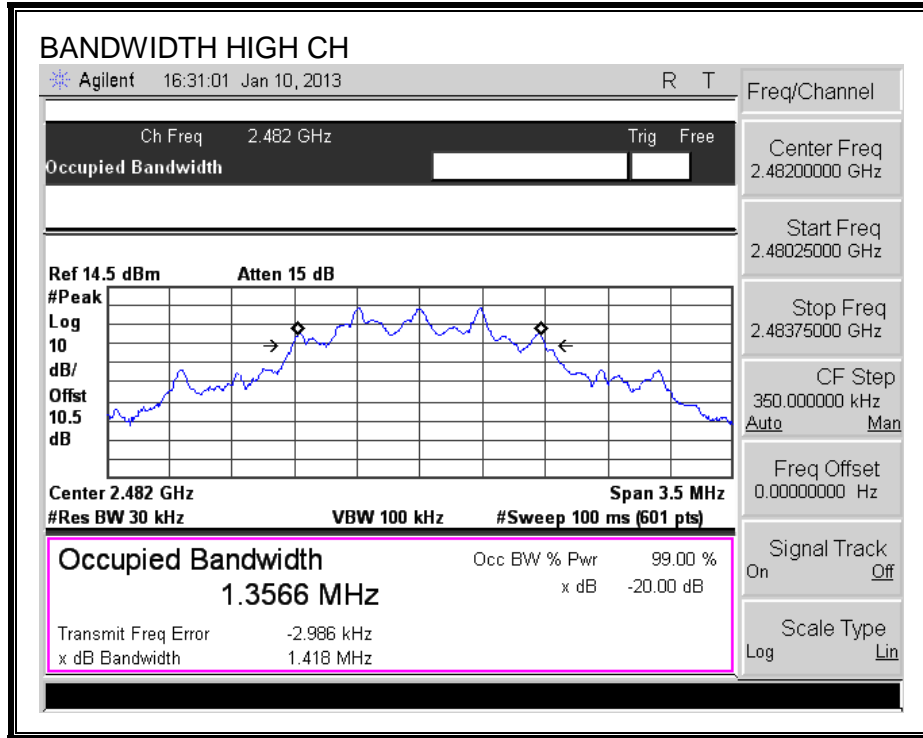 BANDWIDTH HIGH CH
Agilent 16:31:01 Jan 10, 2013 R T
Freq/Channel
Ch Freq 2.482 GHz Trig Free
Occupied Bandwidth
Center Freq
2.48200000 GHz
Start Freq
2.48025000 GHz
Stop Freq
2.48375000 GHz
CF Step
350.000000 kHz
Auto Man
Freq Offset
0.00000000 Hz
Signal Track
On Off
Scale Type
Log Lin
Ref 14.5 dBm Atten 15 dB
#Peak
Log
10
dB/
Offst
10.5
dB
Center 2.482 GHz Span 3.5 MHz
#Res BW 30 kHz VBW 100 kHz #Sweep 100 ms (601 pts)
Occupied Bandwidth Occ BW % Pwr 99.00 %
1.3566 MHz x dB -20.00 dB
Transmit Freq Error -2.986 kHz
x dB Bandwidth 1.418 MHz